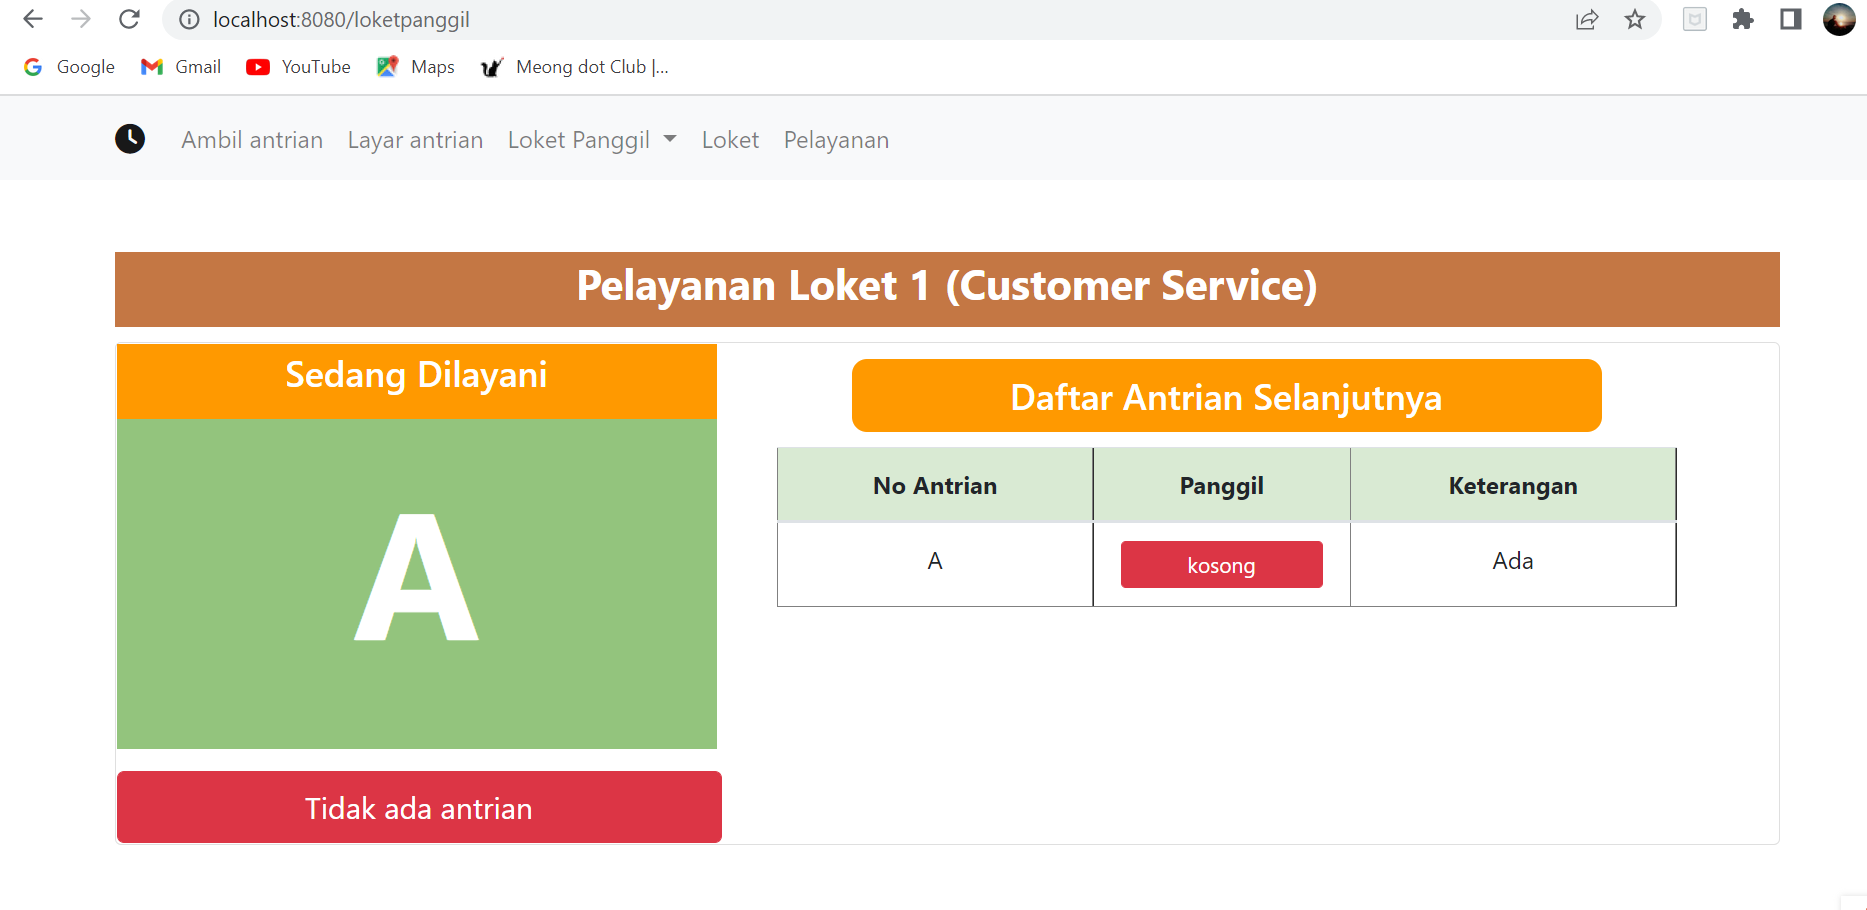 localhost:8080/loketpanggil
Google Gmail YouTube Maps Meong dot Club |...
Ambil antrian Layar antrian Loket Panggil Loket Pelayanan
Pelayanan Loket 1 (Customer Service)
Sedang Dilayani
A
Tidak ada antrian
Daftar Antrian Selanjutnya
No Antrian Panggil Keterangan
A kosong Ada